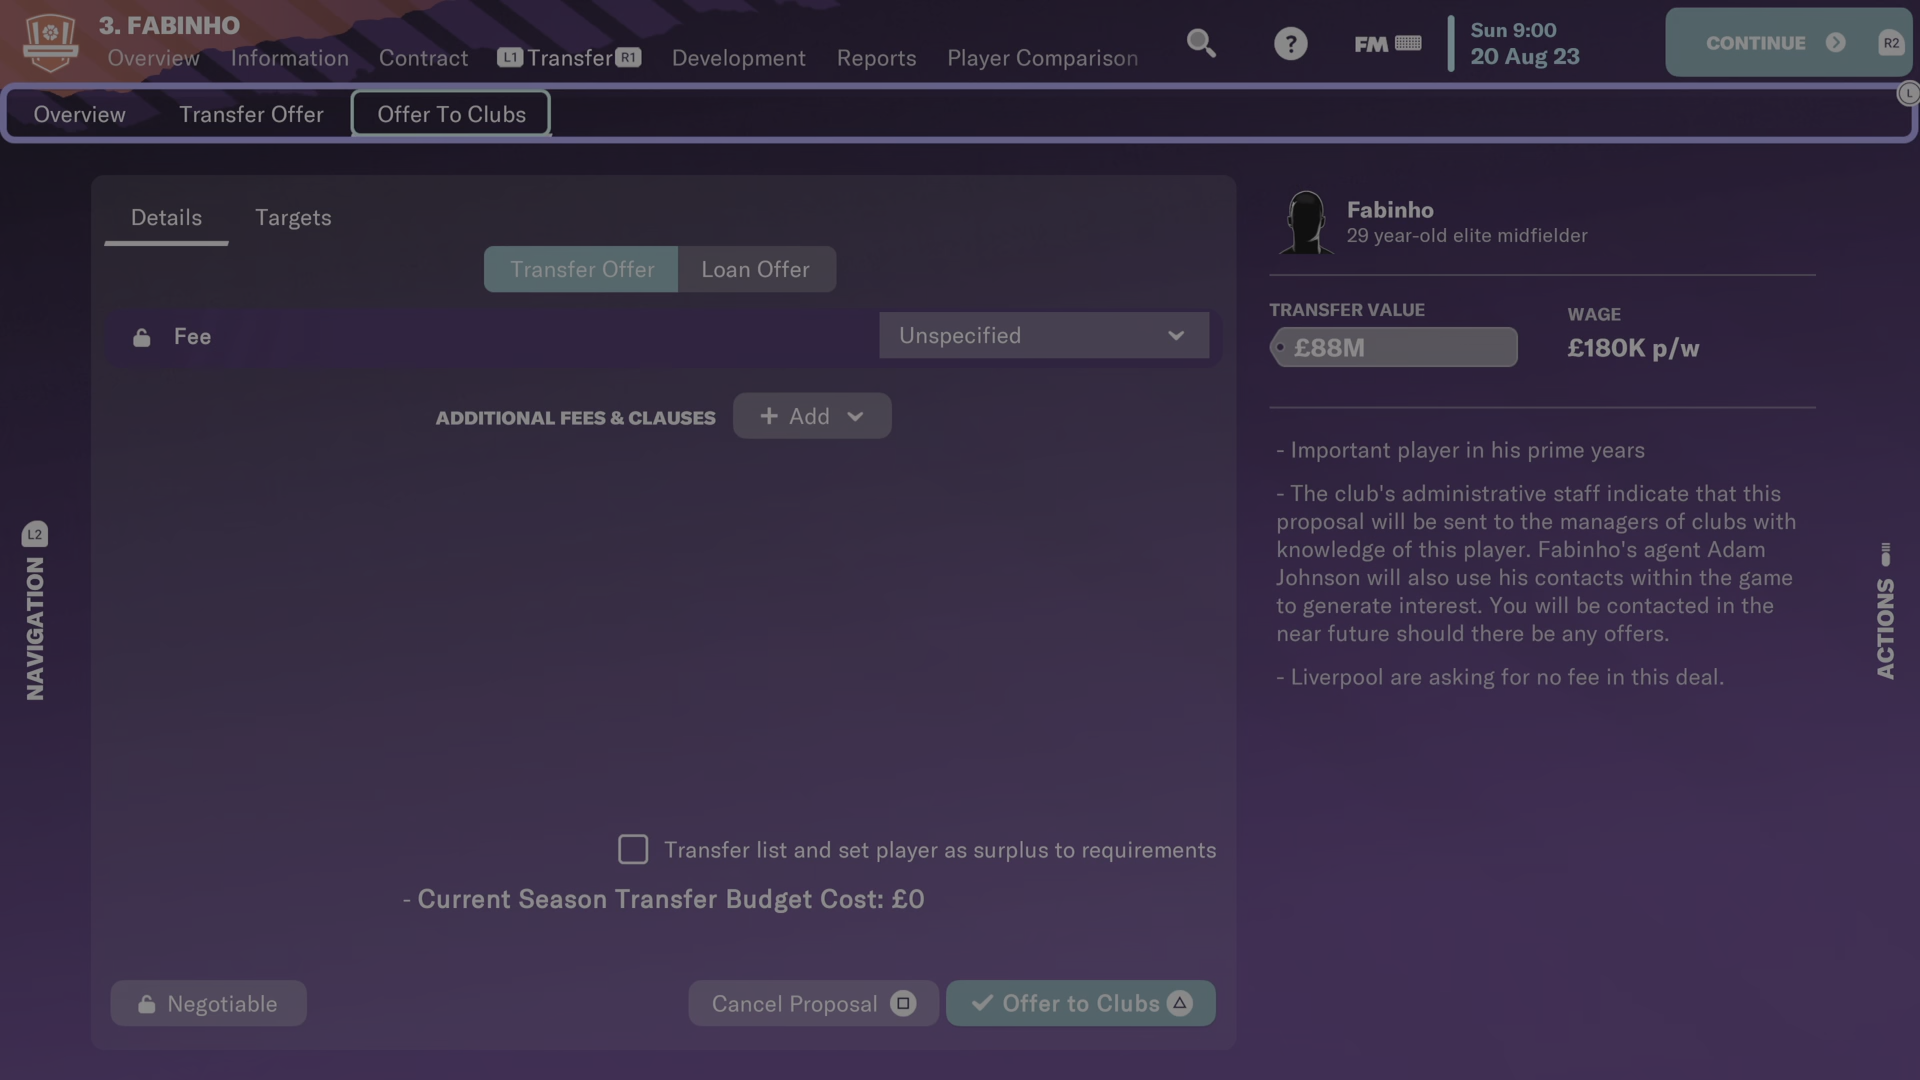 3. FABINHO
Overview
Information
Contract
L1 Transfer R1
Development
Reports
Player Comparison
?
FM
Sun 9:00
20 Aug 23
CONTINUE
R2
L
Overview
Transfer Offer
Offer To Clubs
Details
Targets
Transfer Offer
Loan Offer
Fee
Unspecified
ADDITIONAL FEES & CLAUSES
+ Add
Transfer list and set player as surplus to requirements
- Current Season Transfer Budget Cost: £0
Negotiable
Cancel Proposal
Offer to Clubs
L2
NAVIGATION
Fabinho
29 year-old elite midfielder
TRANSFER VALUE
£88M
WAGE
£180K p/w
- Important player in his prime years
- The club's administrative staff indicate that this
proposal will be sent to the managers of clubs with
knowledge of this player. Fabinho's agent Adam
Johnson will also use his contacts within the game
to generate interest. You will be contacted in the
near future should there be any offers.
- Liverpool are asking for no fee in this deal.
ACTIONS